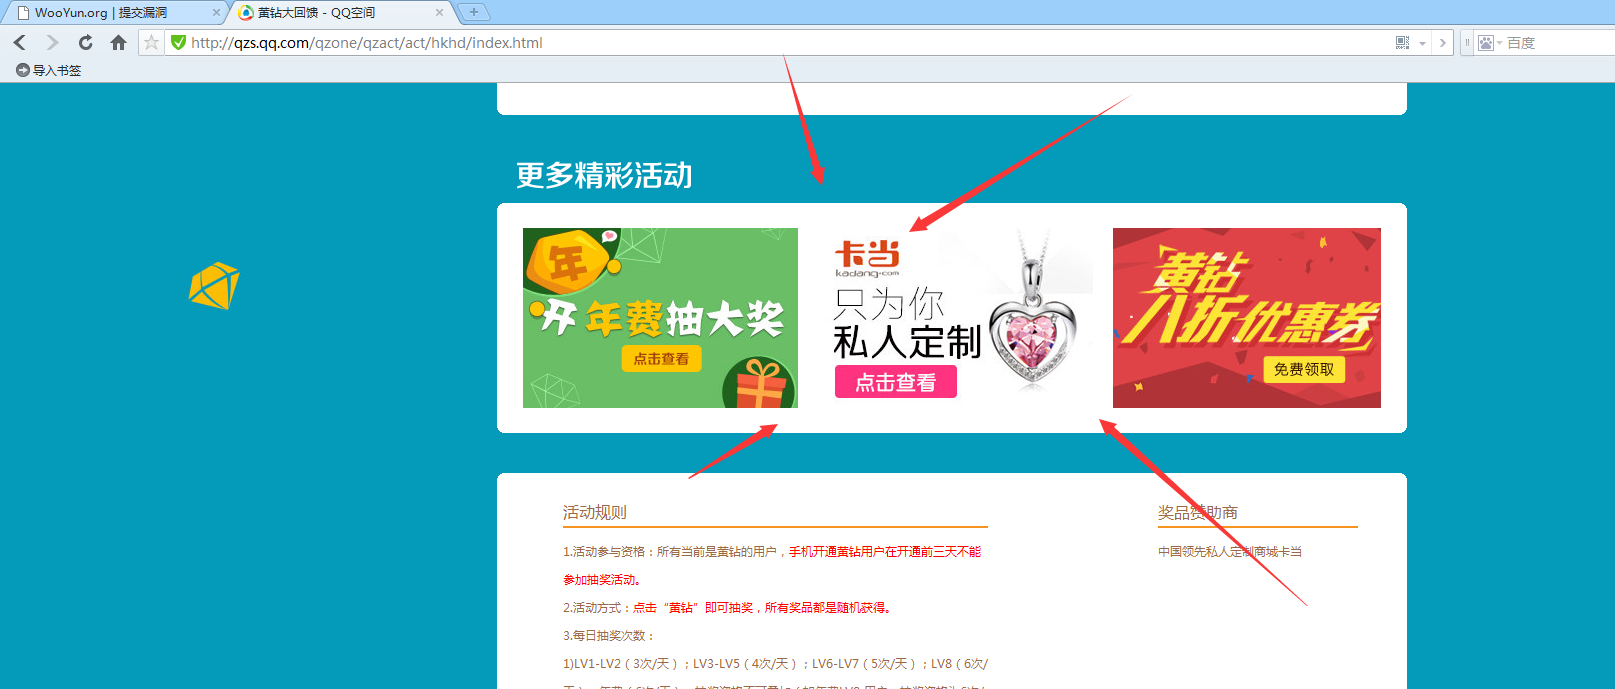 WooYun.org | 提交漏洞
黄钻大回馈 - QQ空间
http://qzs.qq.com/qzone/qzact/act/hkhd/index.html
百度
导入书签
更多精彩活动
年
开年费抽大奖
点击查看
卡当
kadang.com
只为你
私人定制
点击查看
黄钻
八折优惠券
免费领取
活动规则
1.活动参与资格：所有当前是黄钻的用户，手机开通黄钻用户在开通前三天不能
参加抽奖活动。
2.活动方式：点击“黄钻”即可抽奖，所有奖品都是随机获得。
3.每日抽奖次数：
1)LV1-LV2（3次/天）；LV3-LV5（4次/天）；LV6-LV7（5次/天）；LV8（6次/
奖品赞助商
中国领先私人定制商城卡当